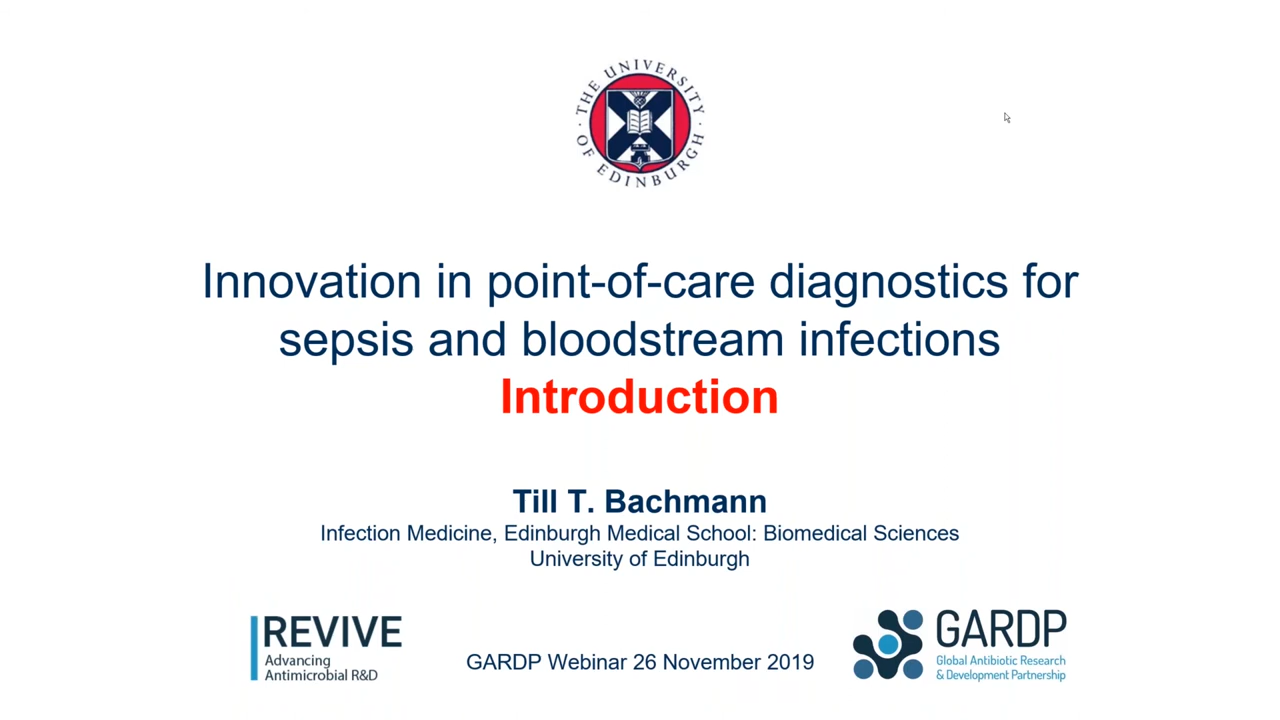 THE UNIVERSITY
OF EDINBURGH
Innovation in point-of-care diagnostics for
sepsis and bloodstream infections
Introduction
Till T. Bachmann
Infection Medicine, Edinburgh Medical School: Biomedical Sciences
University of Edinburgh
REVIVE
Advancing
Antimicrobial R&D
GARDP Webinar 26 November 2019
GARDP
Global Antibiotic Research
& Development Partnership